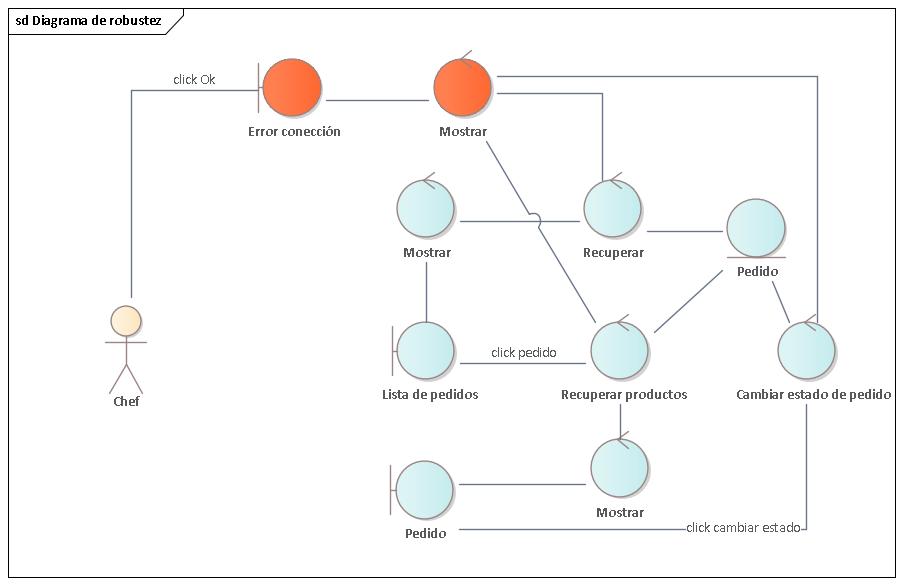 sd Diagrama de robustez
click Ok
Error conección
Mostrar
Mostrar
Recuperar
Pedido
Chef
click pedido
Lista de pedidos
Recuperar productos
Cambiar estado de pedido
Mostrar
Pedido
click cambiar estado